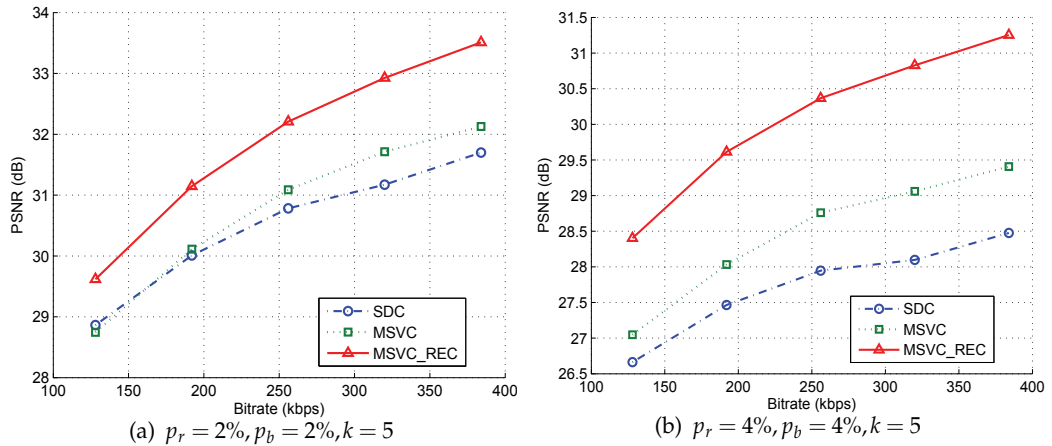 34
33
32
31
30
29
28
PSNR (dB)
SDC
MSVC
MSVC_REC
100 150 200 250 300 350 400
Bitrate (kbps)
(a) p_r = 2%, p_b = 2%, k = 5
31.5
31
30.5
30
29.5
29
28.5
28
27.5
27
26.5
PSNR (dB)
SDC
MSVC
MSVC_REC
100 150 200 250 300 350 400
Bitrate (kbps)
(b) p_r = 4%, p_b = 4%, k = 5